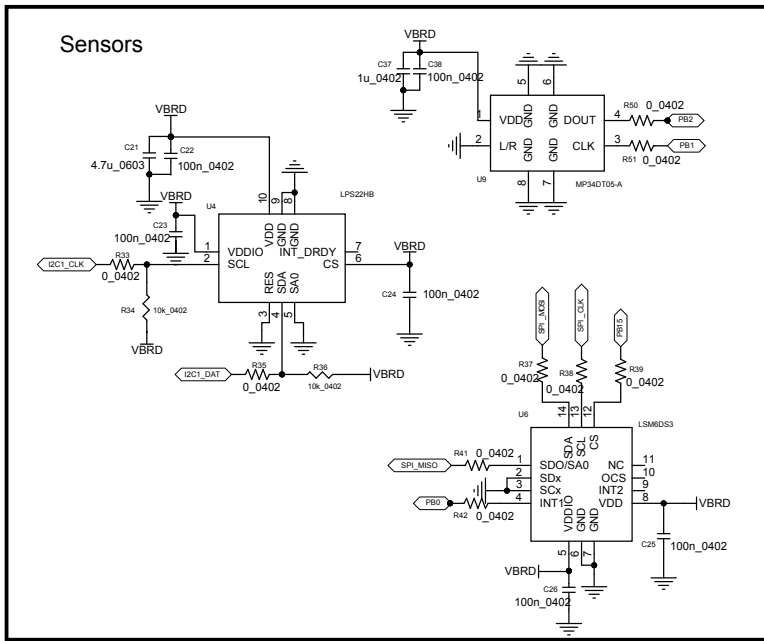 Sensors
VBRD
C37
C38
1u_0402
100n_0402
5
6
GND
GND
1
VDD
DOUT
4
R50
0_0402
PB2
2
L/R
CLK
3
R51
0_0402
PB1
GND
GND
U9
8
7
MP34DT05-A
VBRD
C21
C22
4.7u_0603
100n_0402
VBRD
C23
100n_0402
U4
LPS22HB
10
9
8
VDD
GND
GND
1
VDDIO
INT_DRDY
7
2
SCL
CS
6
RES
SDA
SA0
3
4
5
I2C1_CLK
R33
0_0402
R34
10k_0402
VBRD
VBRD
C24
100n_0402
I2C1_DAT
R35
0_0402
R36
10k_0402
VBRD
SPI_MOSI
SPI_CLK
PB15
R37
0_0402
R38
0_0402
R39
0_0402
U6
LSM6DS3
14
13
12
SDA
SCL
CS
SPI_MISO
R41
0_0402
1
SDO/SA0
NC
11
2
SDx
OCS
10
3
SCx
INT2
9
PB0
R42
0_0402
4
INT1
VDD
8
VBRD
VDDIO
GND
GND
5
6
7
C25
100n_0402
VBRD
C26
100n_0402